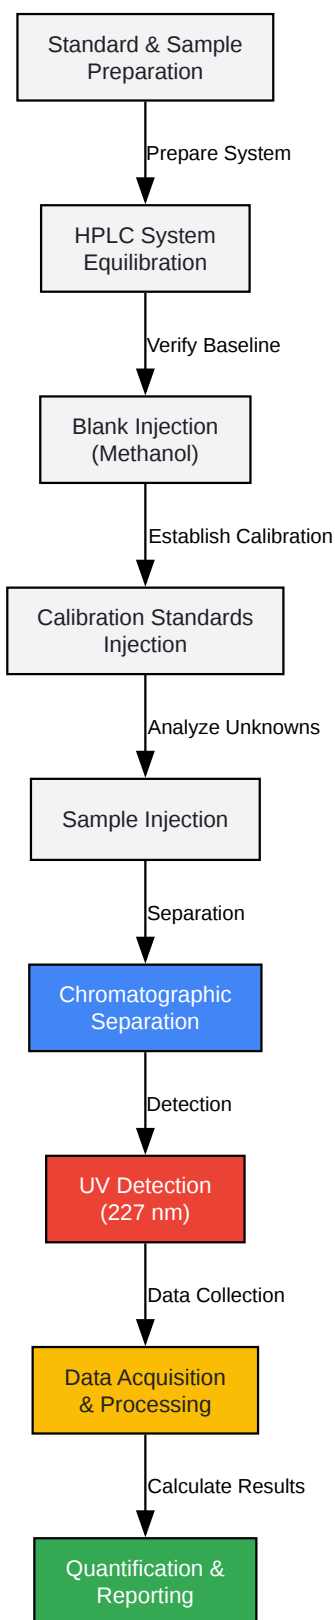 Standard & Sample
Preparation
Prepare System
HPLC System
Equilibration
Verify Baseline
Blank Injection
(Methanol)
Establish Calibration
Calibration Standards
Injection
Analyze Unknowns
Sample Injection
Separation
Chromatographic
Separation
Detection
UV Detection
(227 nm)
Data Collection
Data Acquisition
& Processing
Calculate Results
Quantification &
Reporting